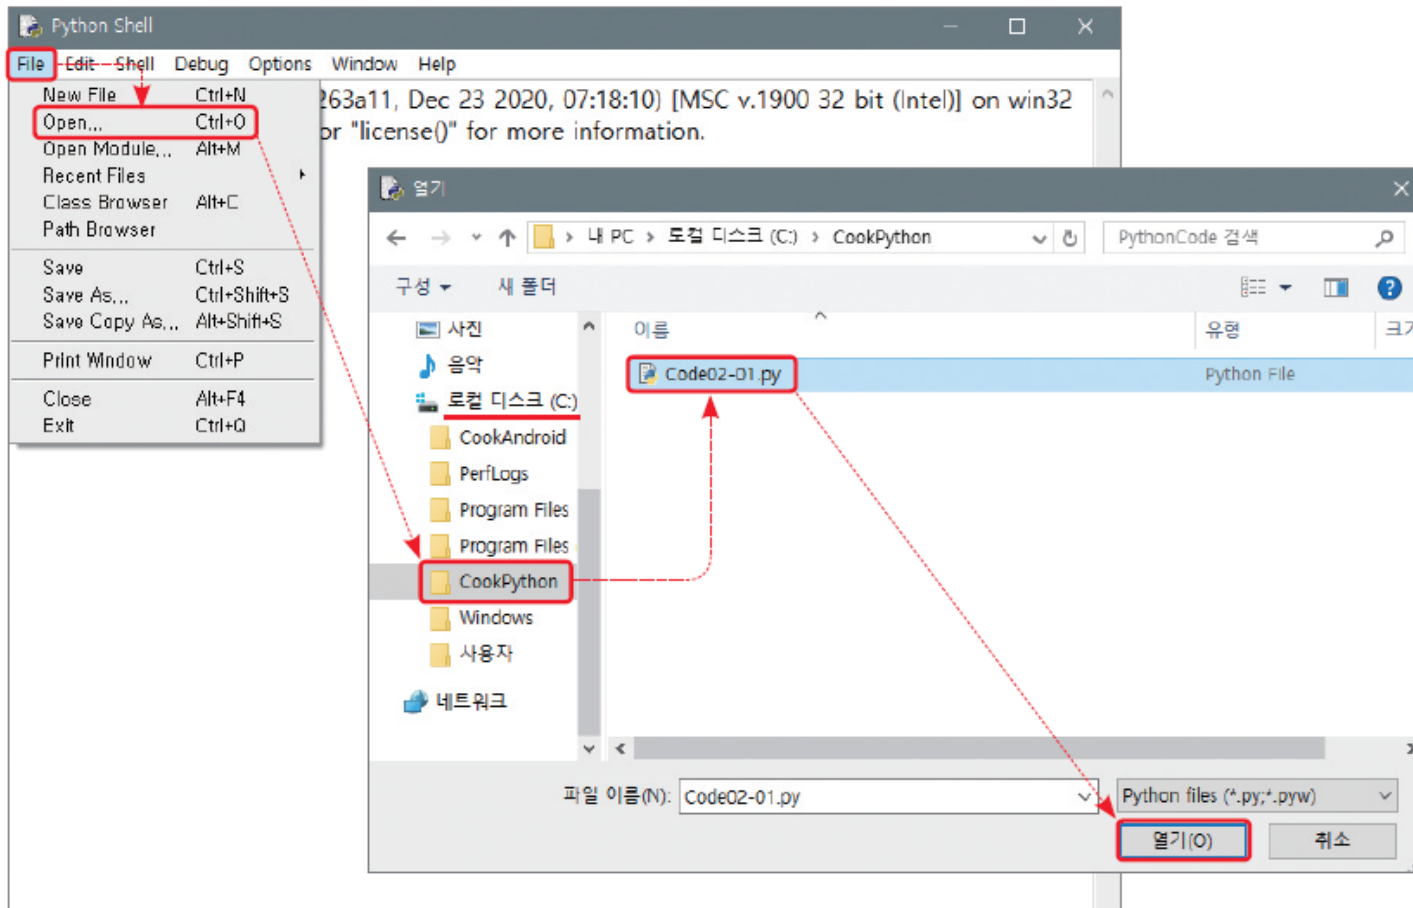 Python Shell
File Edit Shell Debug Options Window Help
New File Ctrl+N
Open... Ctrl+O
Open Module... Alt+M
Recent Files
Class Browser Alt+C
Path Browser
Save Ctrl+S
Save As... Ctrl+Shift+S
Save Copy As... Alt+Shift+S
Print Window Ctrl+P
Close Alt+F4
Exit Ctrl+Q
263a11, Dec 23 2020, 07:18:10) [MSC v.1900 32 bit (Intel)] on win32
or "license()" for more information.
열기
내 PC > 로컬 디스크 (C:) > CookPython
PythonCode 검색
구성 새 폴더
이름 유형 크기
Code02-01.py Python File
사진
음악
로컬 디스크 (C:)
CookAndroid
PerfLogs
Program Files
Program Files
CookPython
Windows
사용자
네트워크
파일 이름(N): Code02-01.py
Python files (*.py;*.pyw)
열기(O) 취소